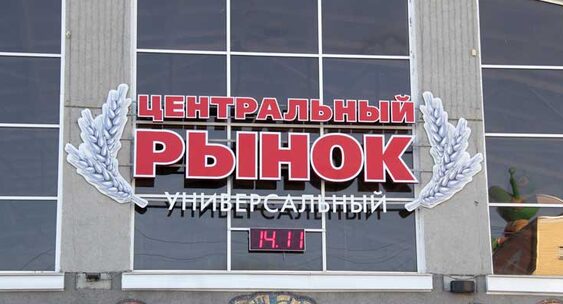 ЦЕНТРАЛЬНЫЙ
РЫНОК
УНИВЕРСАЛЬНЫЙ
14.11